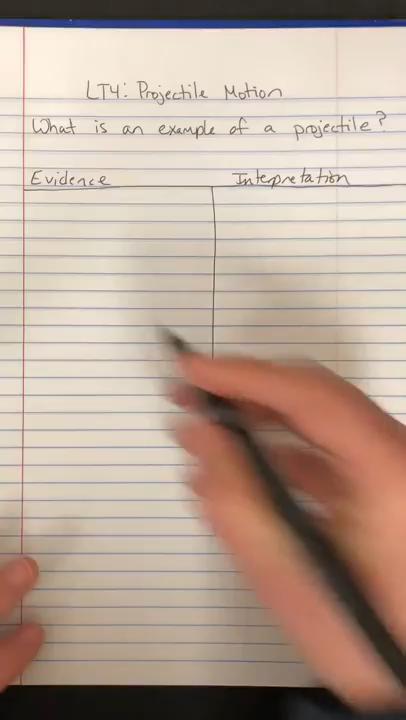 LT4: Projectile Motion
What is an example of a projectile?
Evidence
Interpretation